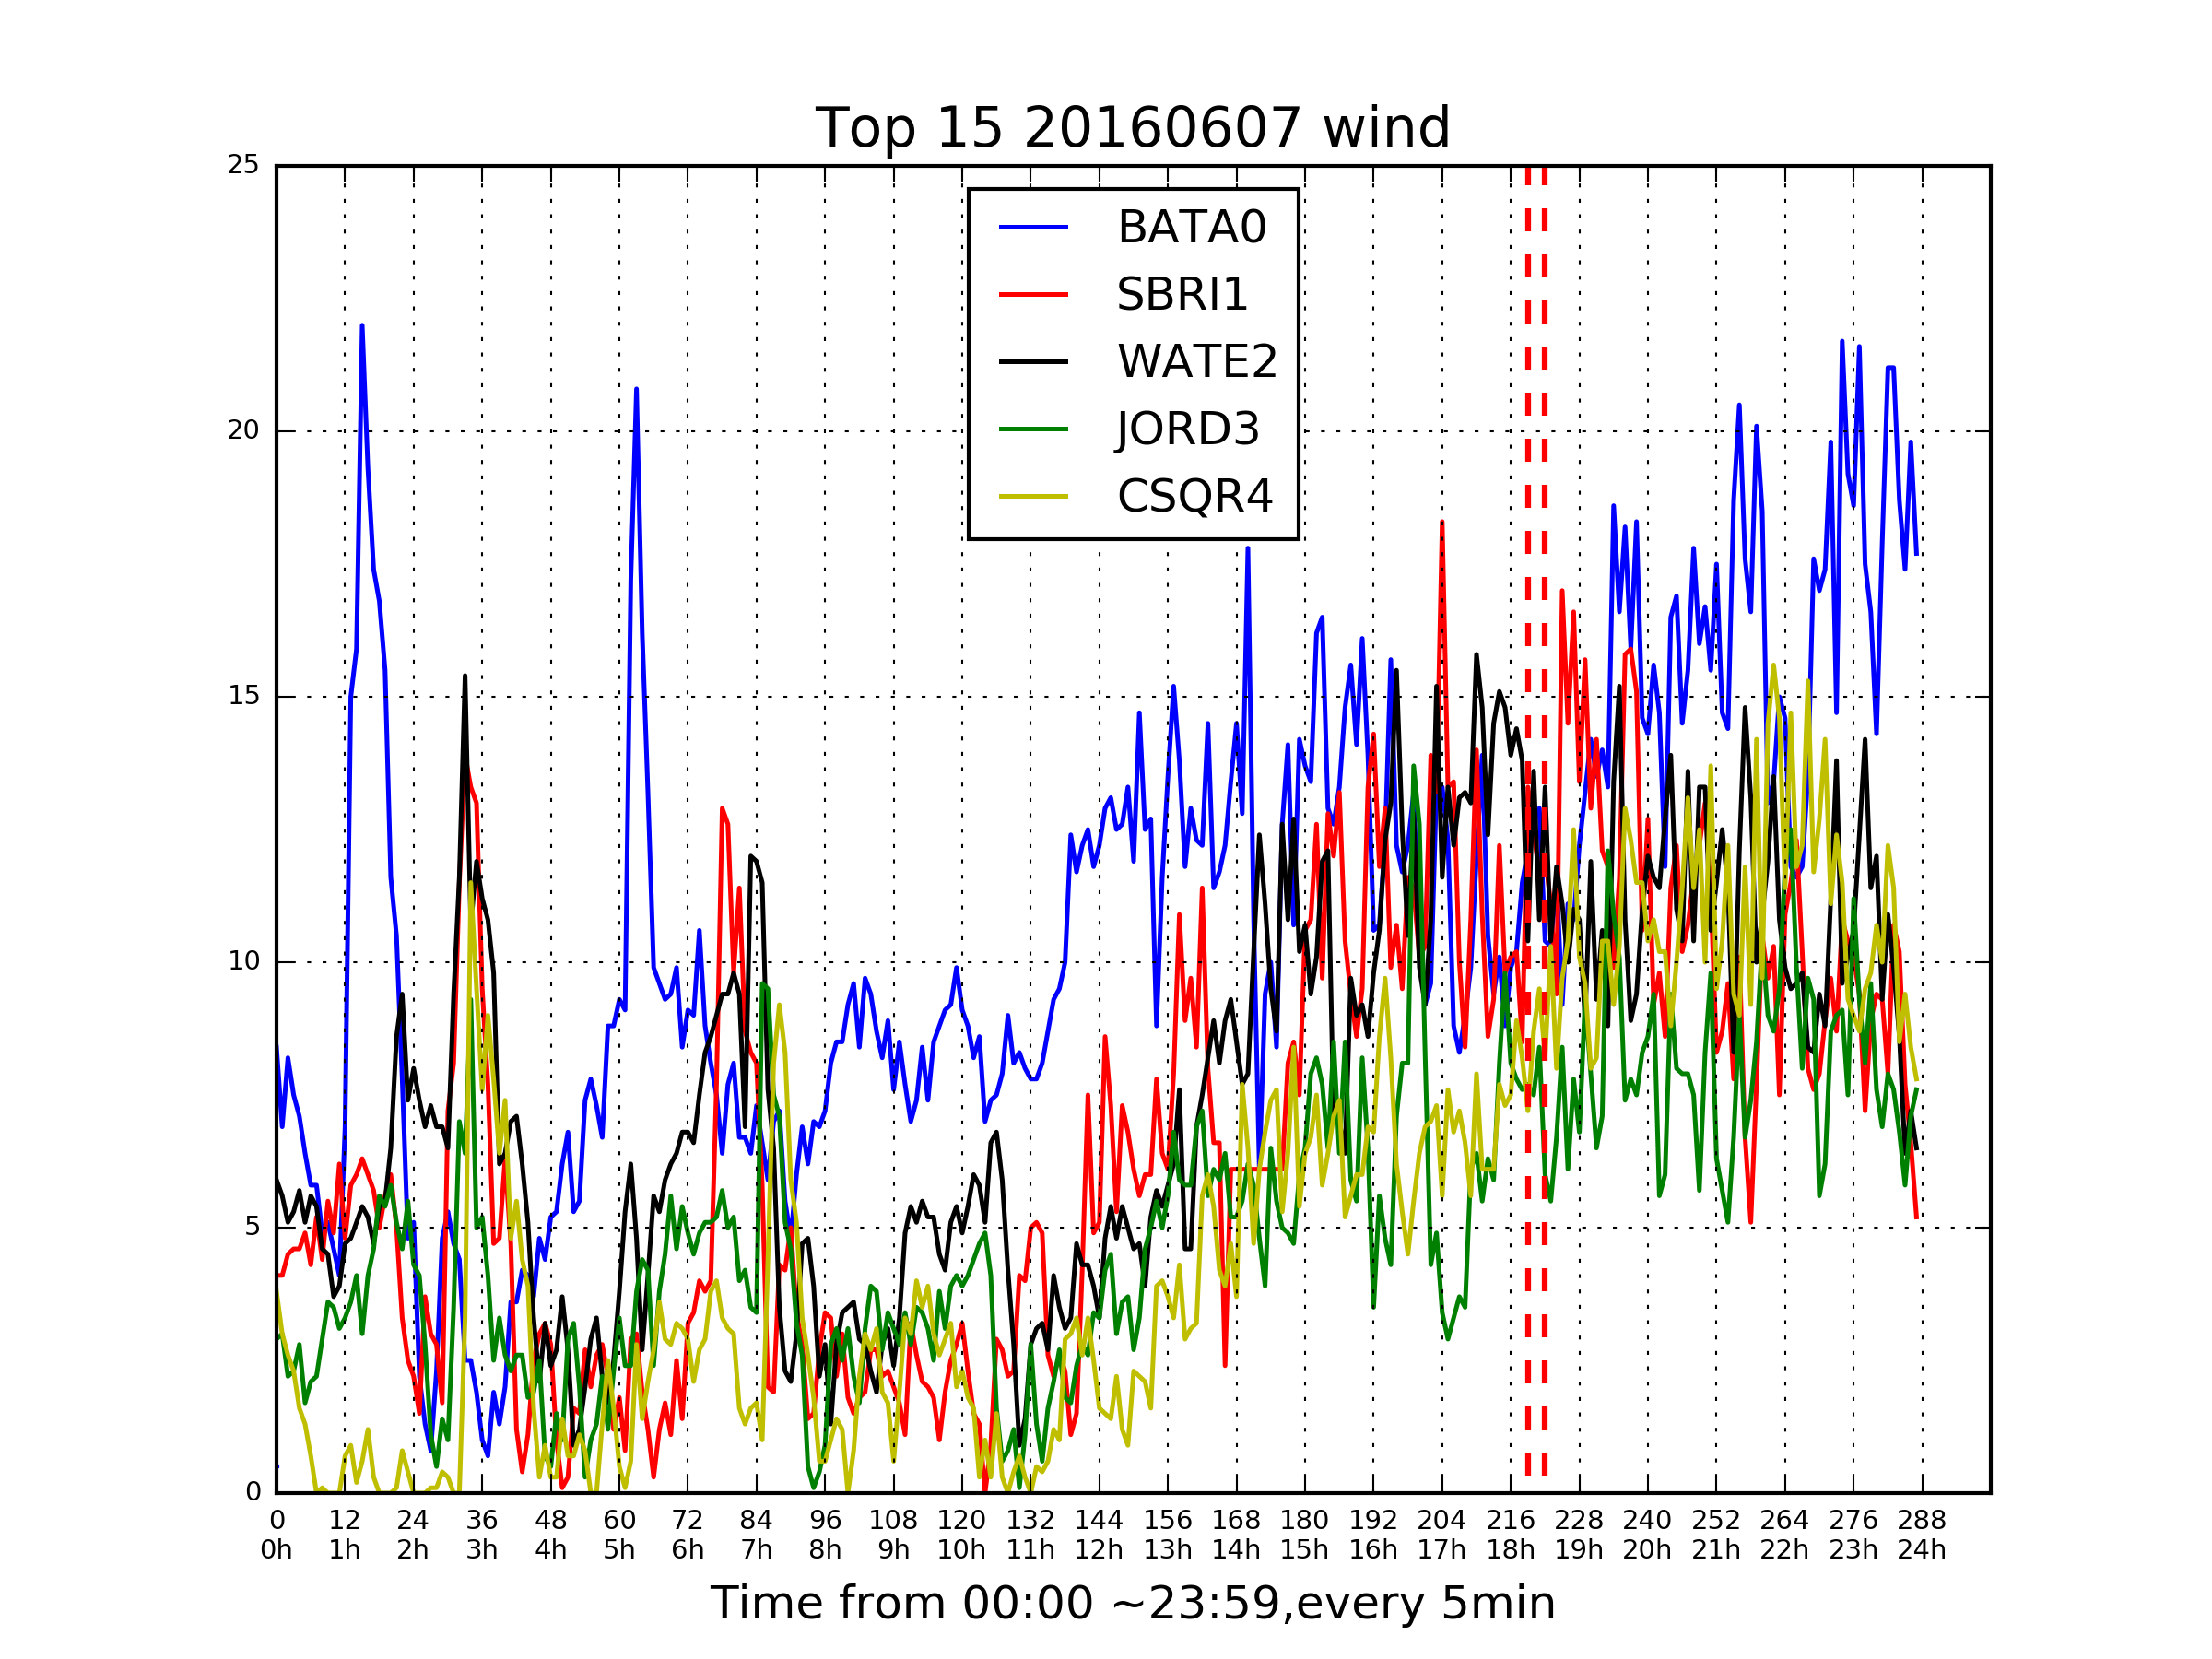 Top 15 20160607 wind
25
20
15
10
5
0
BATA0
SBRI1
WATE2
JORD3
CSQR4
0 12 24 36 48 60 72 84 96 108 120 132 144 156 168 180 192 204 216 228 240 252 264 276 288
0h 1h 2h 3h 4h 5h 6h 7h 8h 9h 10h 11h 12h 13h 14h 15h 16h 17h 18h 19h 20h 21h 22h 23h 24h
Time from 00:00 ~23:59,every 5min